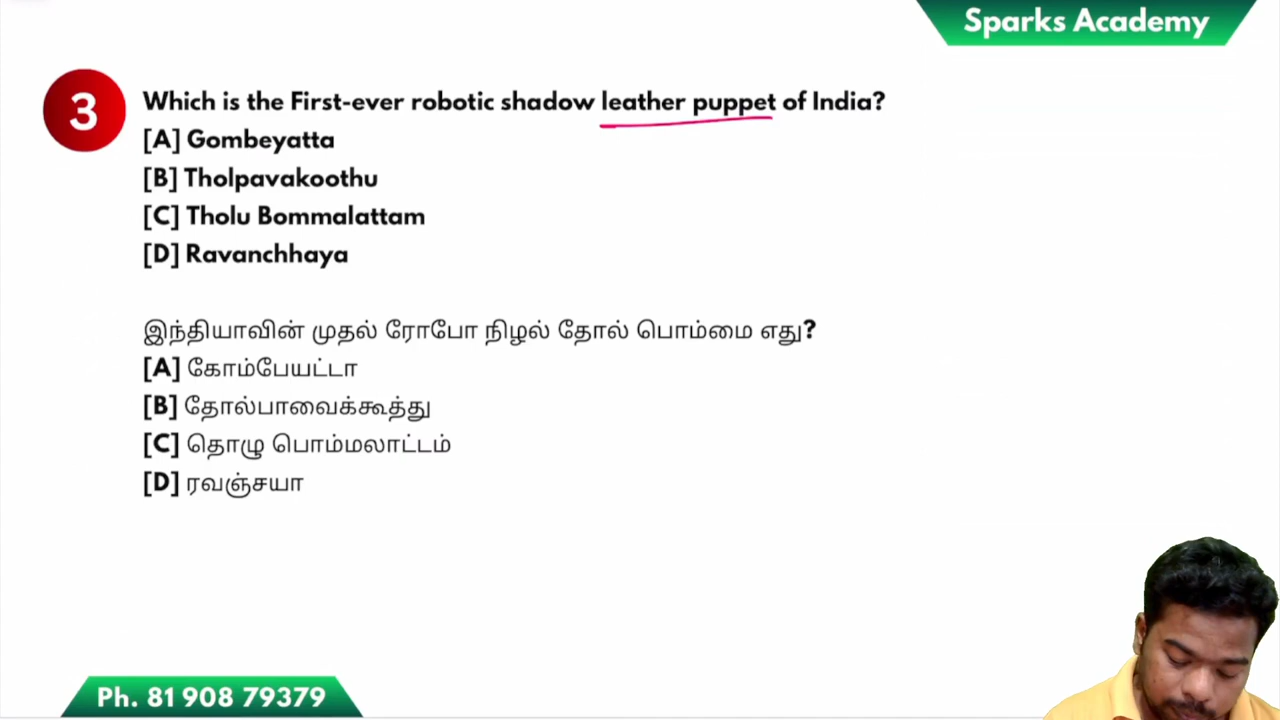 Sparks Academy
3
Which is the First-ever robotic shadow leather puppet of India?
[A] Gombeyatta
[B] Tholpavakoothu
[C] Tholu Bommalattam
[D] Ravanchhaya
இந்தியாவின் முதல் ரோபோ நிழல் தோல் பொம்மை எது?
[A] கோம்பேயட்டா
[B] தோல்பாவைக்கூத்து
[C] தொழு பொம்மலாட்டம்
[D] ரவஞ்சயா
Ph. 81 908 79379